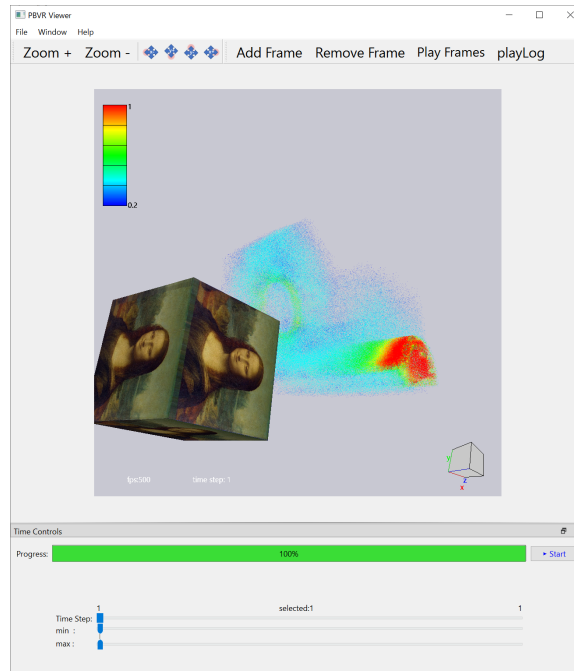 PBVR Viewer
File Window Help
Zoom + Zoom - Add Frame Remove Frame Play Frames playLog
1
0.2
y
z
x
fps:500 time step: 1
Time Controls
Progress: 100% Start
1 selected:1 1
Time Step:
min :
max :